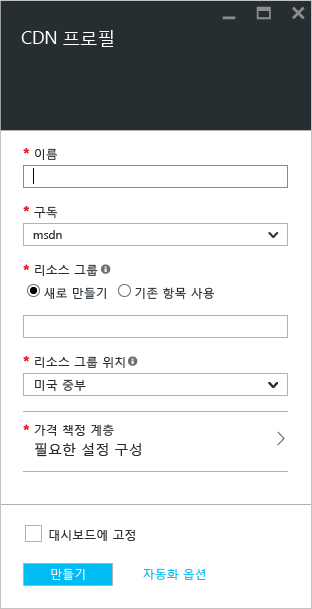 CDN 프로필
* 이름
* 구독
msdn
* 리소스 그룹
새로 만들기 기존 항목 사용
* 리소스 그룹 위치
미국 중부
* 가격 책정 계층
필요한 설정 구성
대시보드에 고정
만들기 자동화 옵션